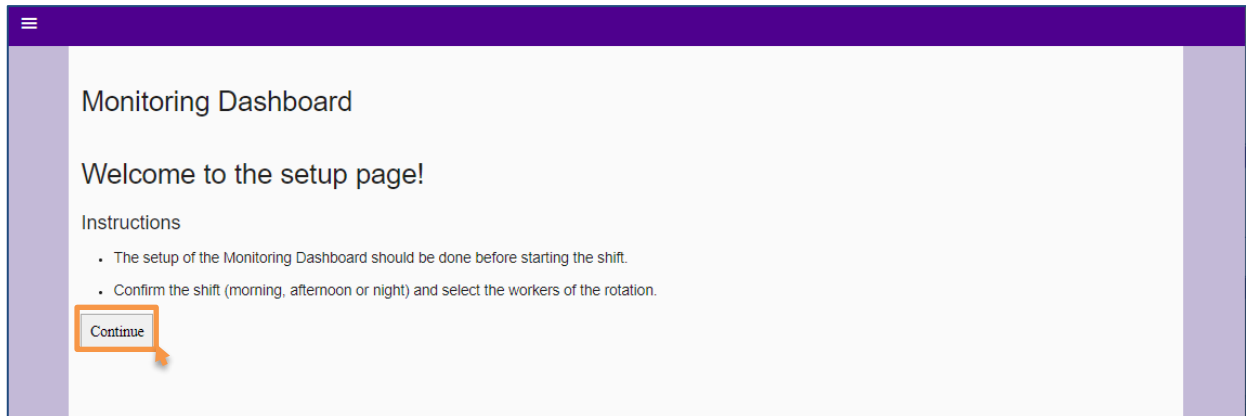 Monitoring Dashboard
Welcome to the setup page!
Instructions
• The setup of the Monitoring Dashboard should be done before starting the shift.
• Confirm the shift (morning, afternoon or night) and select the workers of the rotation.
Continue